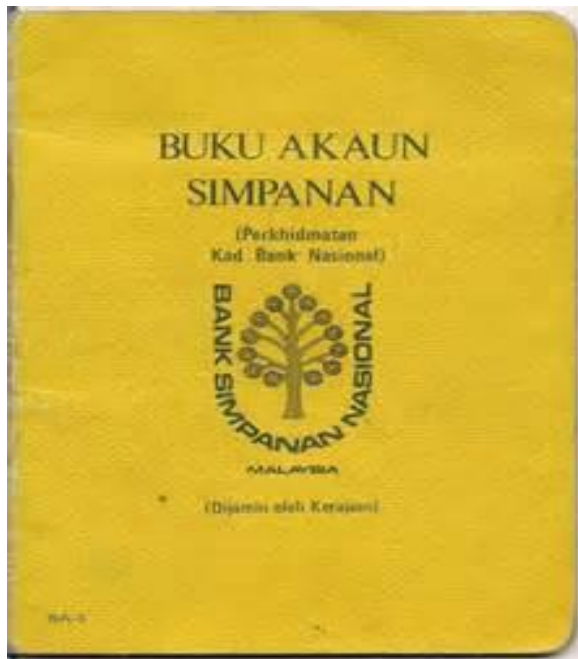 BUKU AKAUN
SIMPANAN
(Perkhidmatan
Kad Bank Nasional)
BANK SIMPANAN NASIONAL
MALAYSIA
(Dijamin oleh Kerajaan)